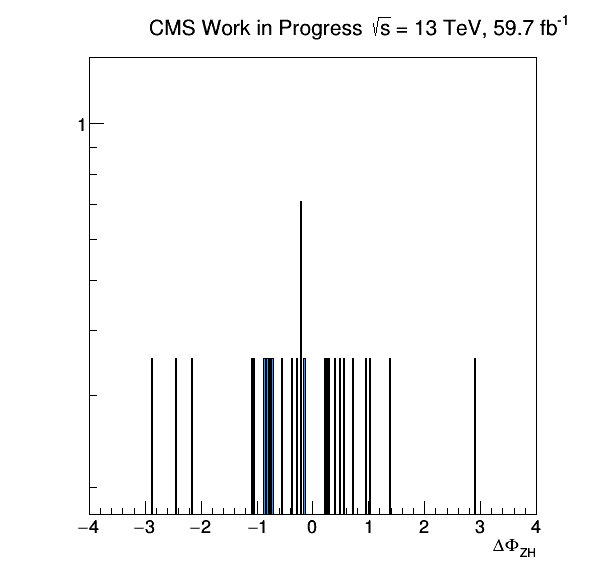 CMS Work in Progress √s = 13 TeV, 59.7 fb⁻¹
1
−4 −3 −2 −1 0 1 2 3 4
ΔΦ_ZH